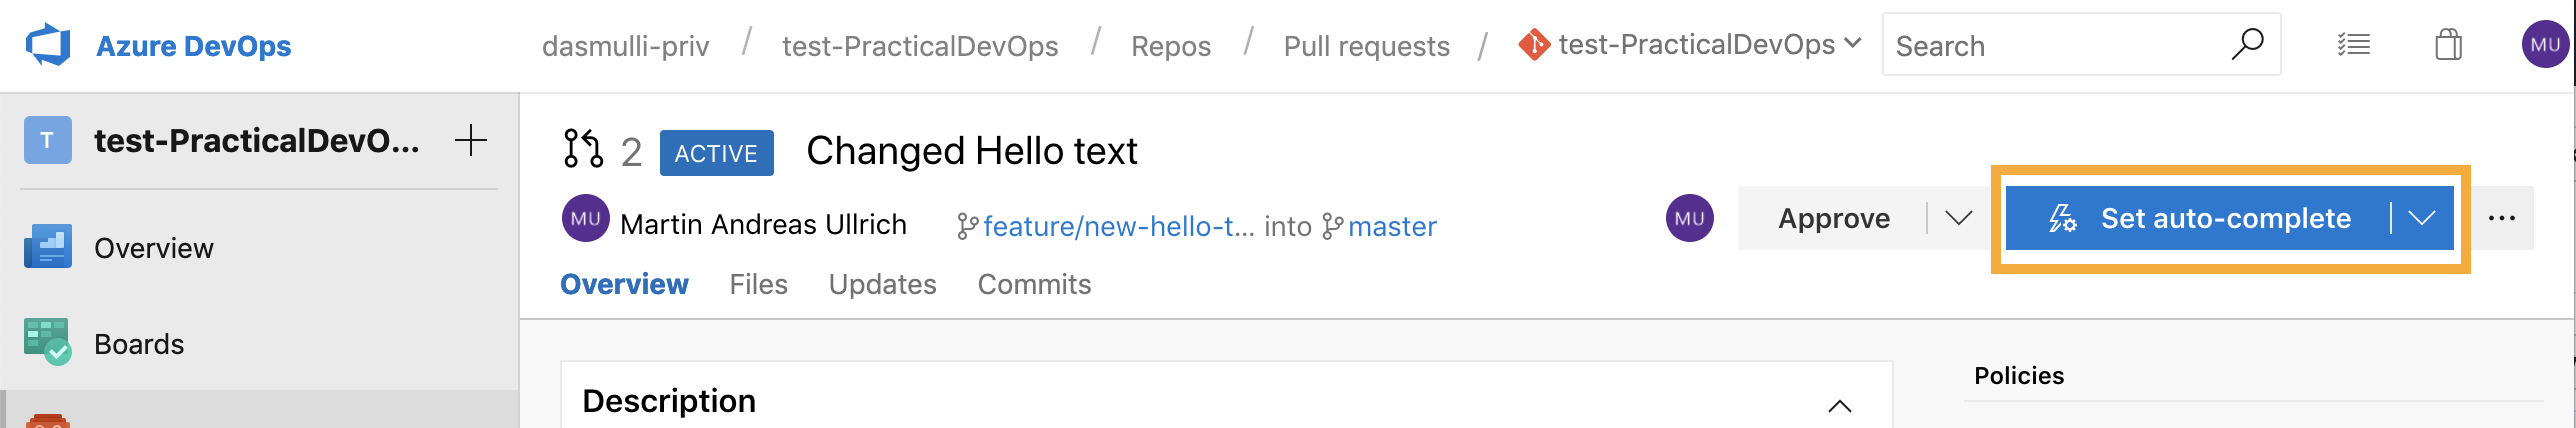 Azure DevOps
dasmulli-priv / test-PracticalDevOps / Repos / Pull requests / test-PracticalDevOps
Search
MU
T test-PracticalDevO... +
2 ACTIVE Changed Hello text
MU Martin Andreas Ullrich feature/new-hello-t... into master
MU Approve Set auto-complete ...
Overview
Boards
Overview Files Updates Commits
Description
Policies